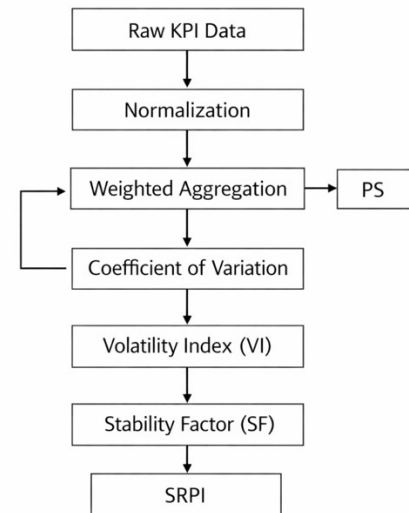 Raw KPI Data
Normalization
Weighted Aggregation
PS
Coefficient of Variation
Volatility Index (VI)
Stability Factor (SF)
SRPI